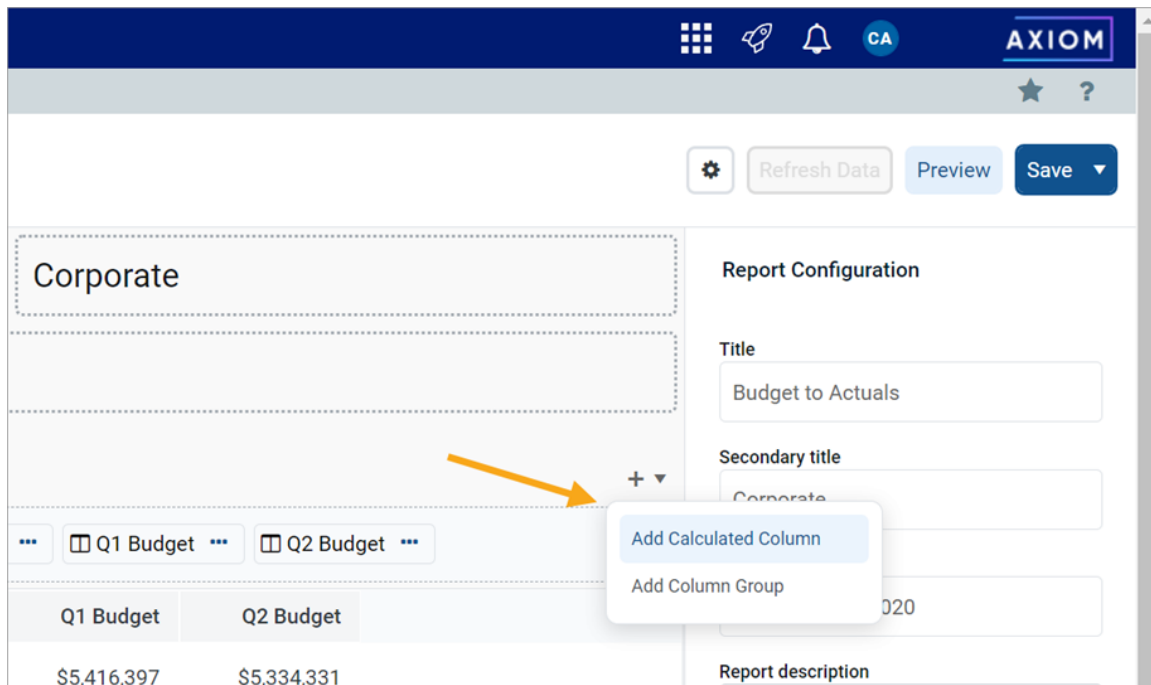 CA
AXIOM
?
Refresh Data
Preview
Save
Corporate
Report Configuration
Title
Budget to Actuals
Secondary title
Corporate
+
Add Calculated Column
Add Column Group
... Q1 Budget ... Q2 Budget ...
020
Q1 Budget Q2 Budget
$5,416,397 $5,334,331
Report description